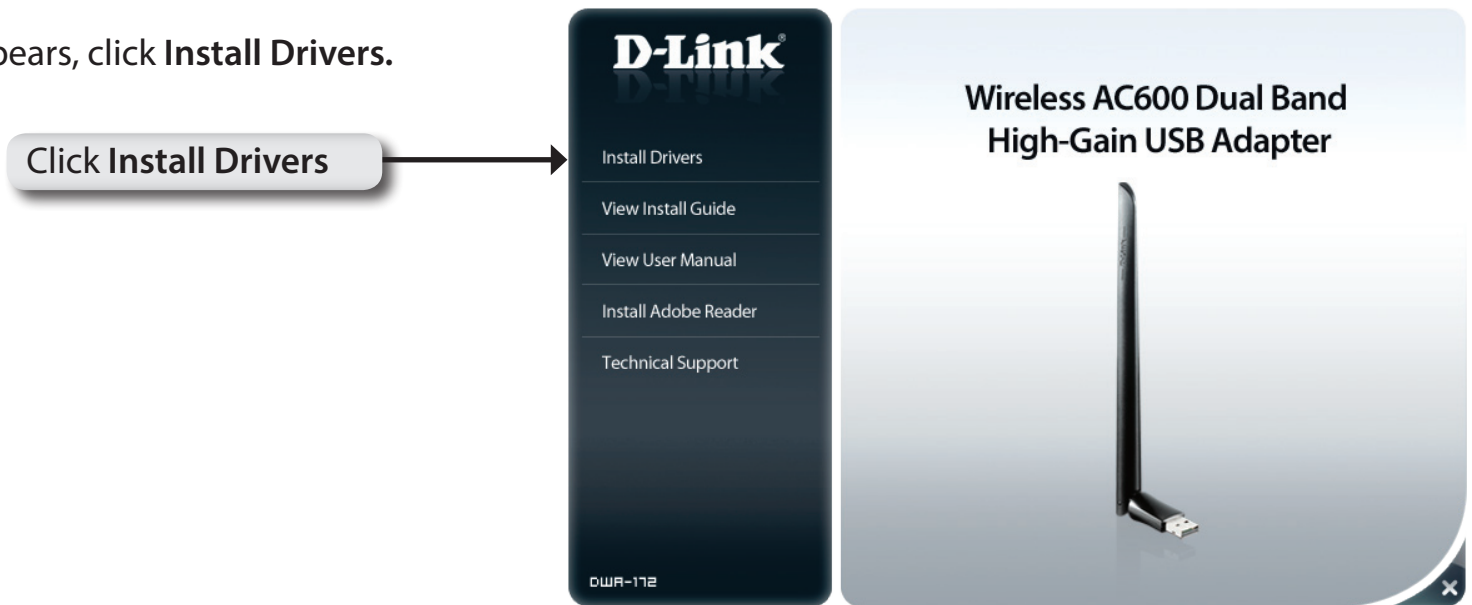 pears, click Install Drivers.
Click Install Drivers
D-Link®
Install Drivers
View Install Guide
View User Manual
Install Adobe Reader
Technical Support
DWA-172
Wireless AC600 Dual Band
High-Gain USB Adapter